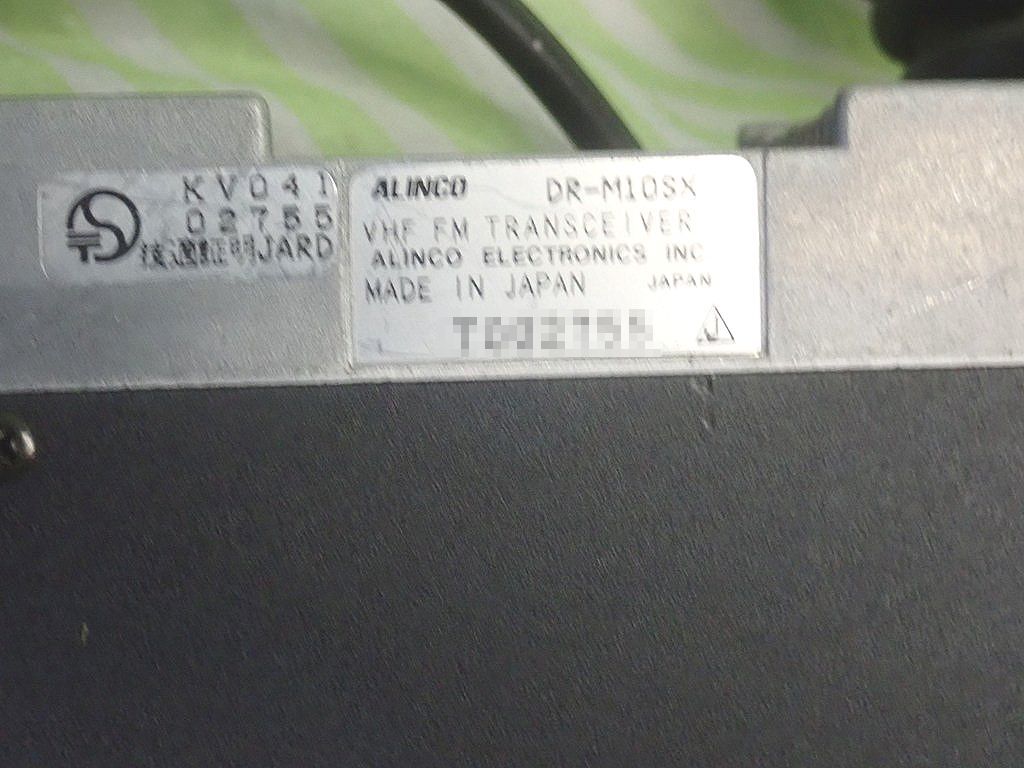 KV041
02755
技適証明JARD
ALINCO DR-M10SX
VHF FM TRANSCEIVER
ALINCO ELECTRONICS INC
MADE IN JAPAN JAPAN